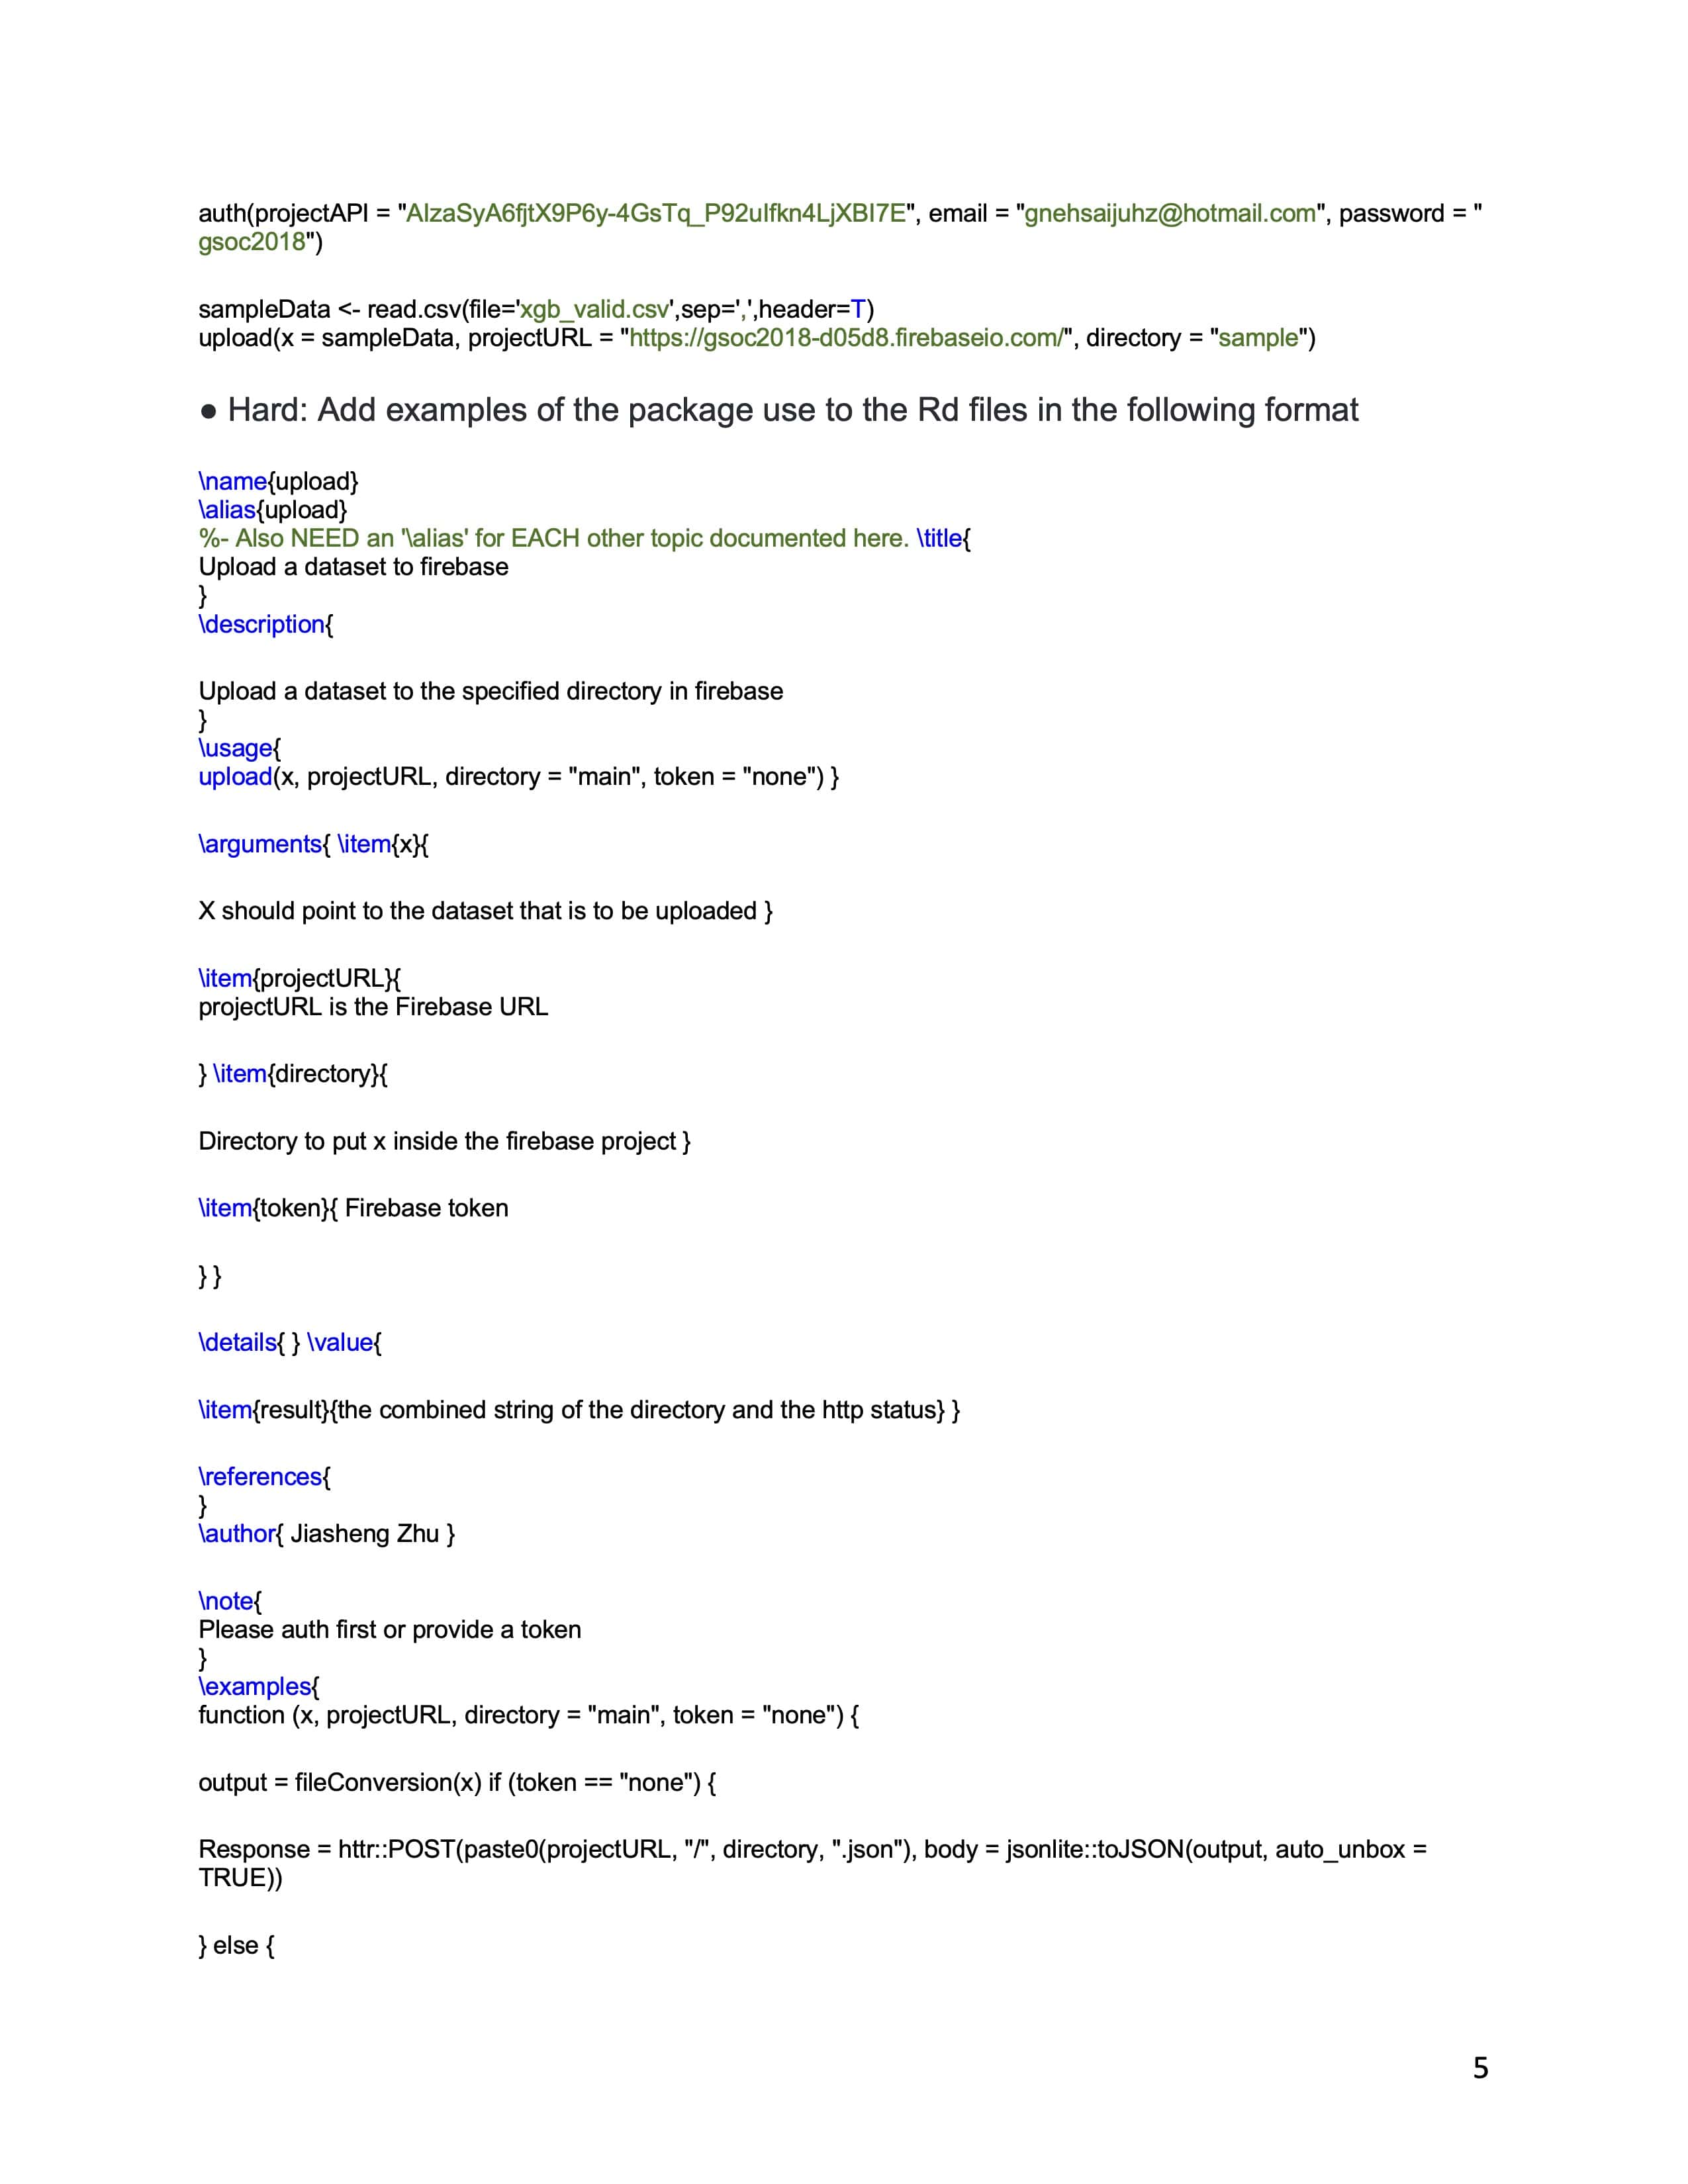 auth(projectAPI = "AIzaSyA6fjtX9P6y-4GsTq_P92uIfkn4LjXBI7E", email = "gnehsaijuhz@hotmail.com", password = "
gsoc2018")
sampleData <- read.csv(file='xgb_valid.csv',sep=',',header=T)
upload(x = sampleData, projectURL = "https://gsoc2018-d05d8.firebaseio.com/", directory = "sample")
● Hard: Add examples of the package use to the Rd files in the following format
\name{upload}
\alias{upload}
%- Also NEED an '\alias' for EACH other topic documented here. \title{
Upload a dataset to firebase
}
\description{
Upload a dataset to the specified directory in firebase
}
\usage{
upload(x, projectURL, directory = "main", token = "none") }
\arguments{ \item{x}{
X should point to the dataset that is to be uploaded }
\item{projectURL}{
projectURL is the Firebase URL
} \item{directory}{
Directory to put x inside the firebase project }
\item{token}{ Firebase token
} }
\details{ } \value{
\item{result}{the combined string of the directory and the http status} }
\references{
}
\author{ Jiasheng Zhu }
\note{
Please auth first or provide a token
}
\examples{
function (x, projectURL, directory = "main", token = "none") {
output = fileConversion(x) if (token == "none") {
Response = httr::POST(paste0(projectURL, "/", directory, ".json"), body = jsonlite::toJSON(output, auto_unbox =
TRUE))
} else {
5